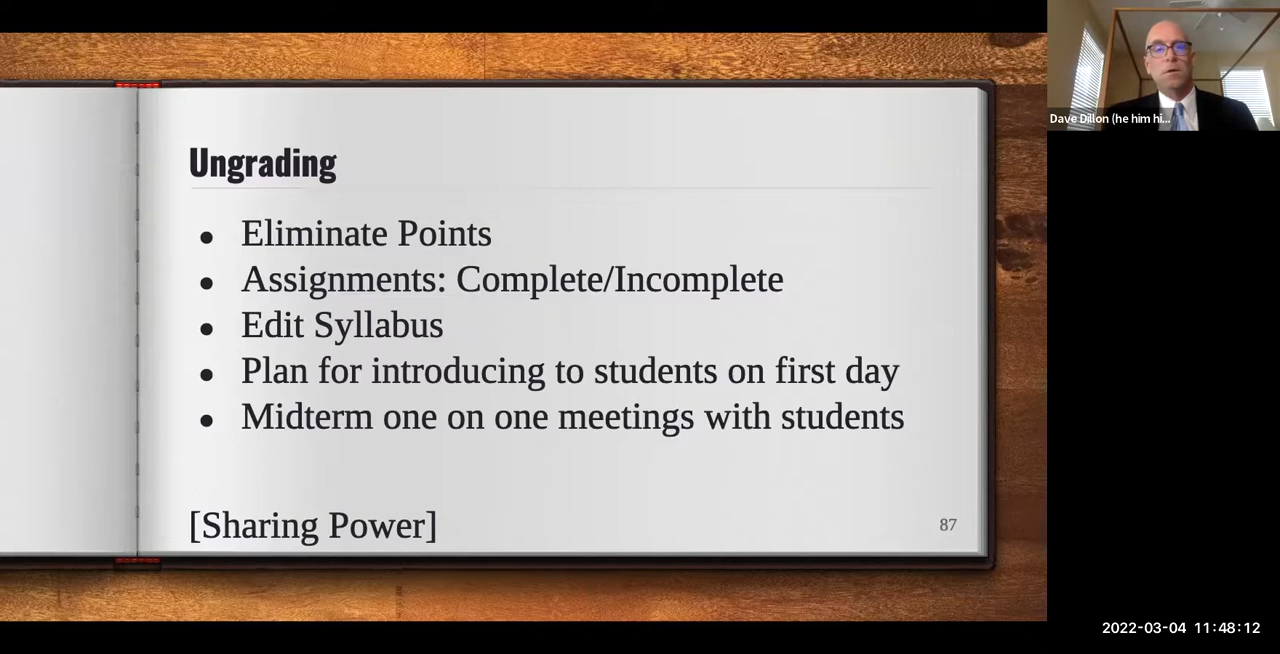 Ungrading
Eliminate Points
Assignments: Complete/Incomplete
Edit Syllabus
Plan for introducing to students on first day
Midterm one on one meetings with students
[Sharing Power]
87
Dave Dillon (he him hi...
2022-03-04 11:48:12